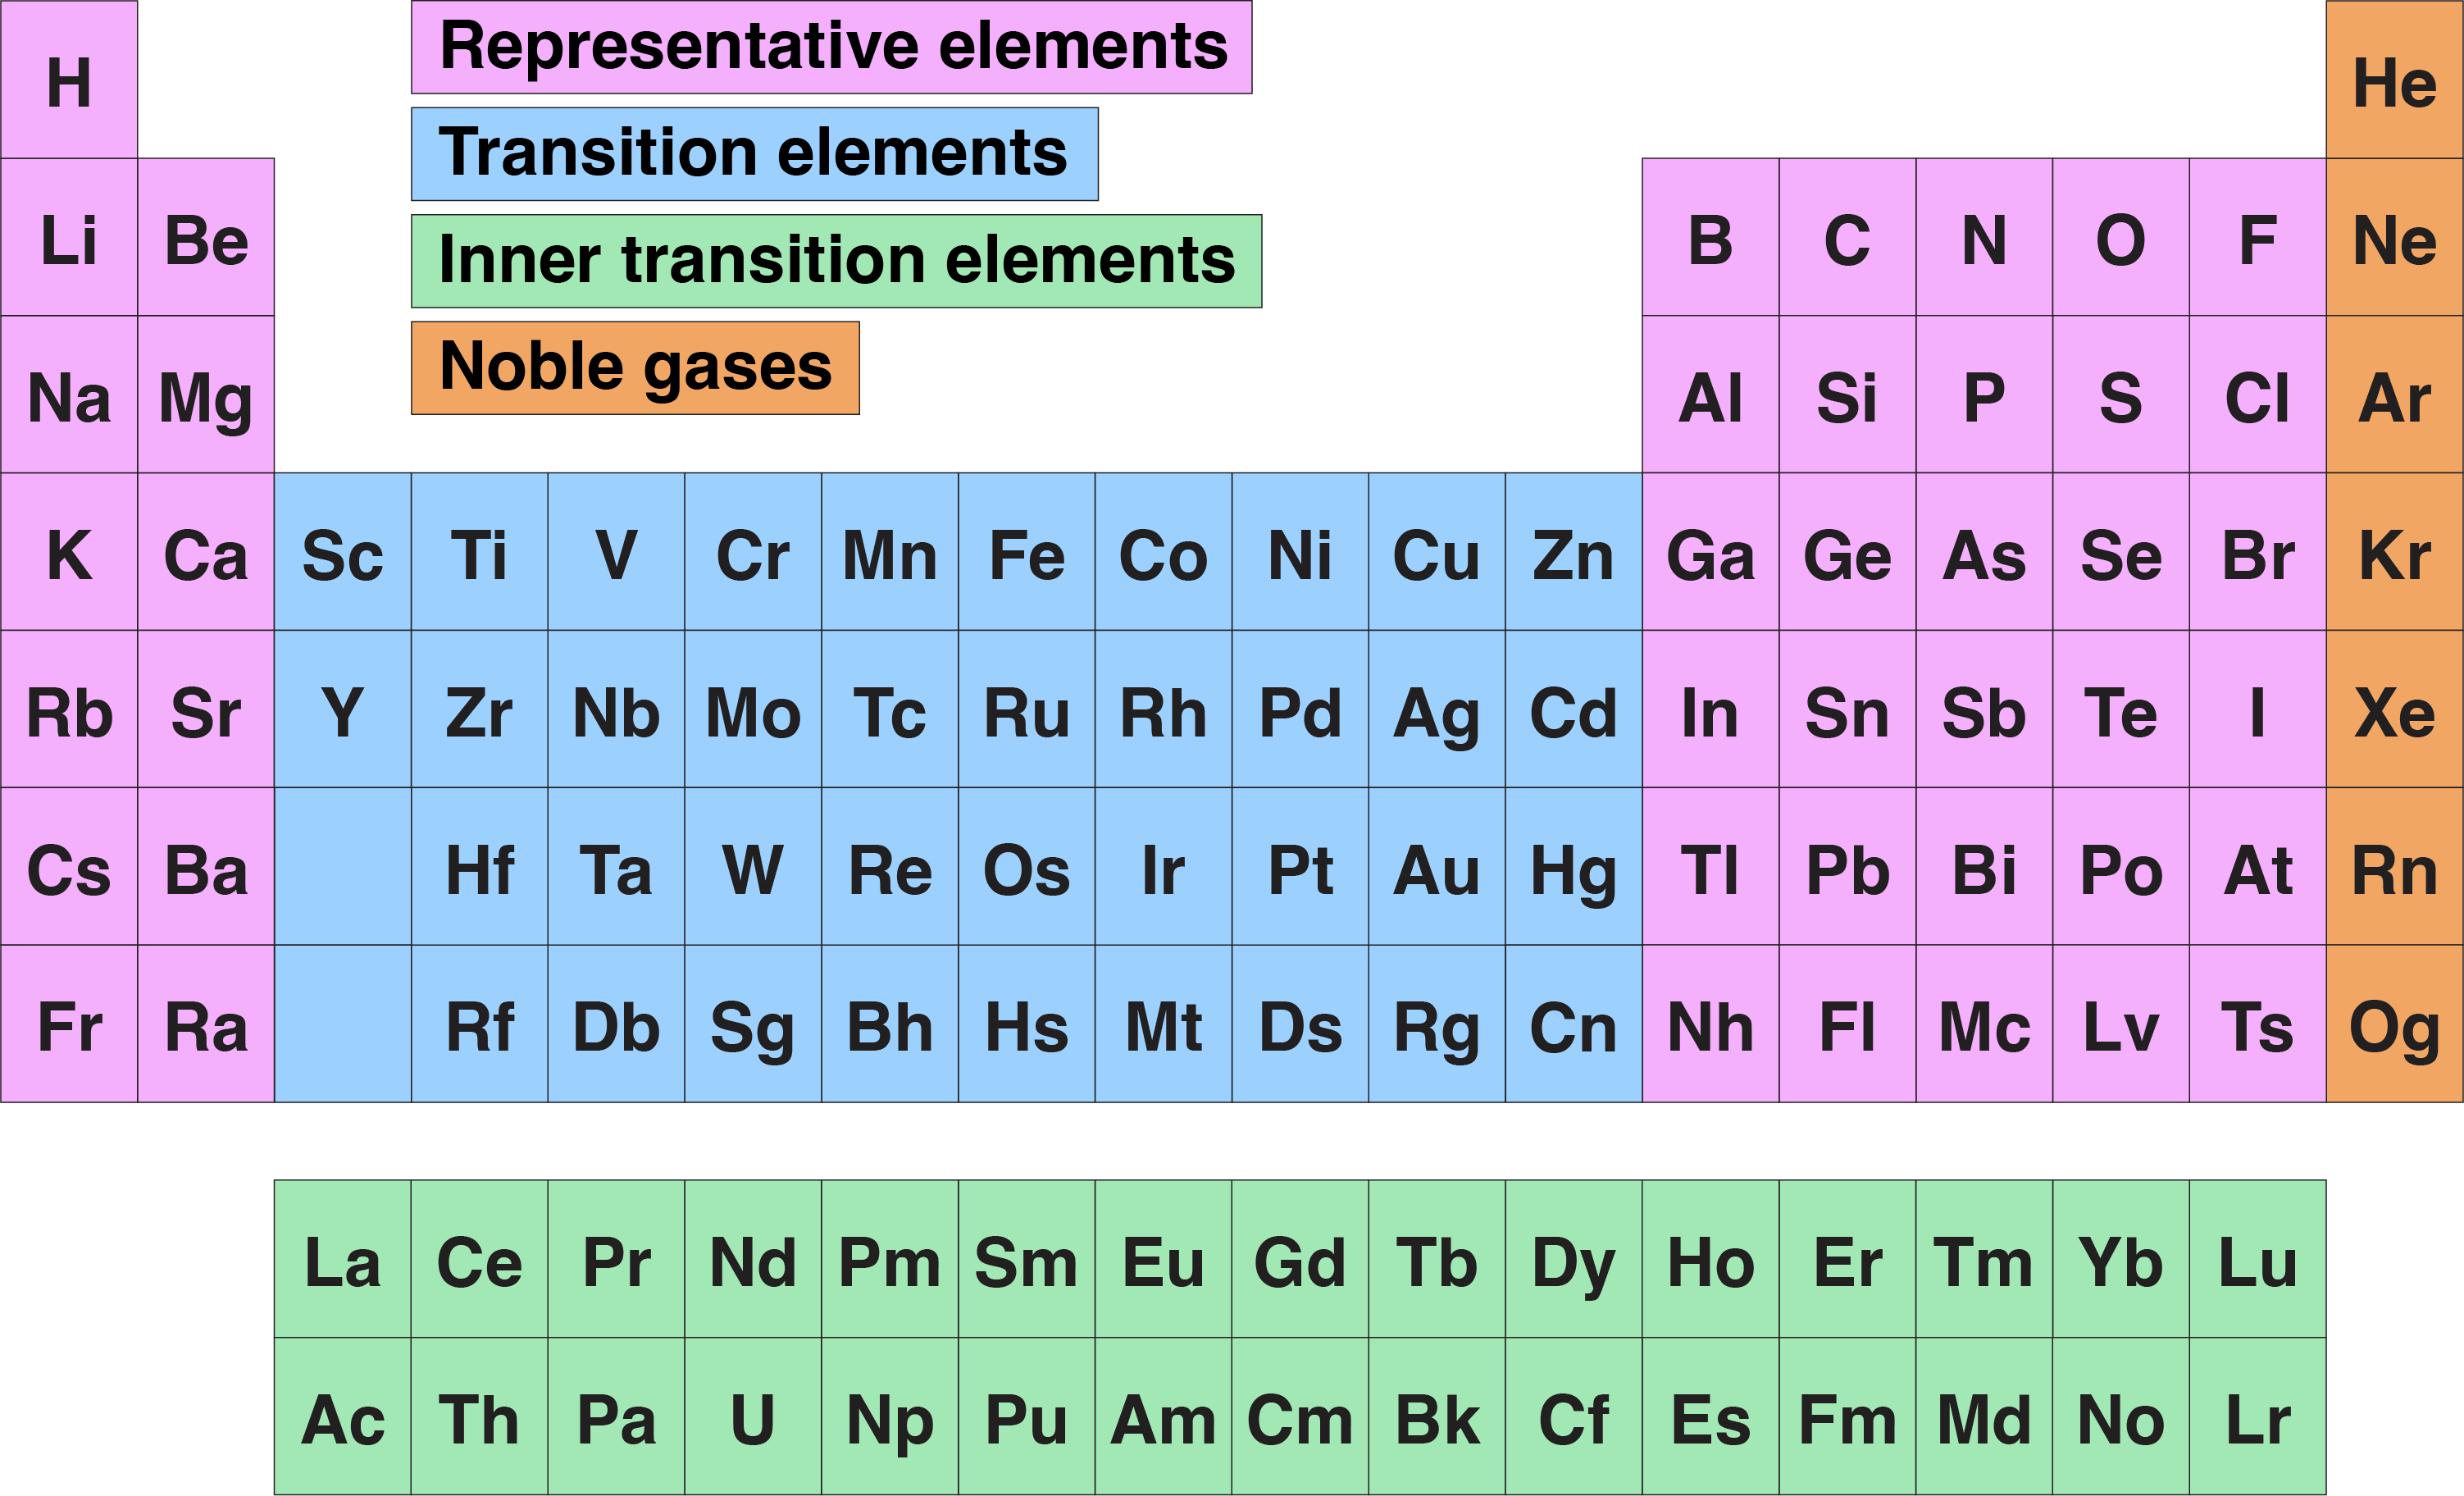 H Representative elements He
Transition elements
Li Be Inner transition elements B C N O F Ne
Na Mg Noble gases Al Si P S Cl Ar
K Ca Sc Ti V Cr Mn Fe Co Ni Cu Zn Ga Ge As Se Br Kr
Rb Sr Y Zr Nb Mo Tc Ru Rh Pd Ag Cd In Sn Sb Te I Xe
Cs Ba Hf Ta W Re Os Ir Pt Au Hg Tl Pb Bi Po At Rn
Fr Ra Rf Db Sg Bh Hs Mt Ds Rg Cn Nh Fl Mc Lv Ts Og
La Ce Pr Nd Pm Sm Eu Gd Tb Dy Ho Er Tm Yb Lu
Ac Th Pa U Np Pu Am Cm Bk Cf Es Fm Md No Lr